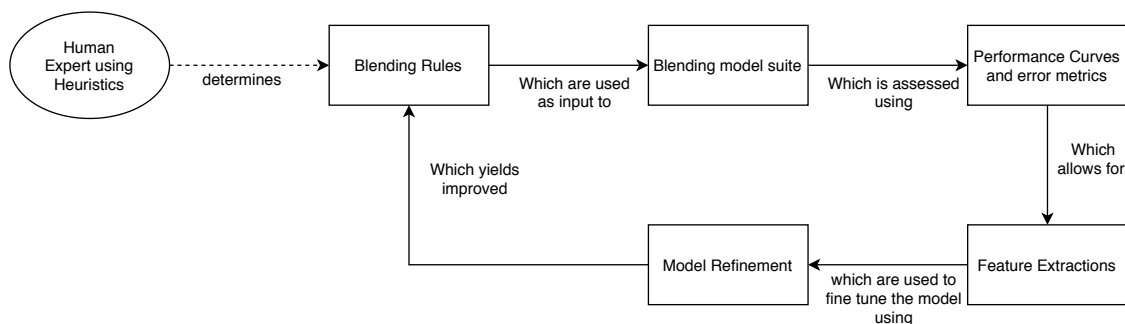 Human
Expert using
Heuristics
determines
Blending Rules
Which are used
as input to
Blending model suite
Which is assessed
using
Performance Curves
and error metrics
Which
allows for
Feature Extractions
which are used to
fine tune the model
using
Model Refinement
Which yields
improved